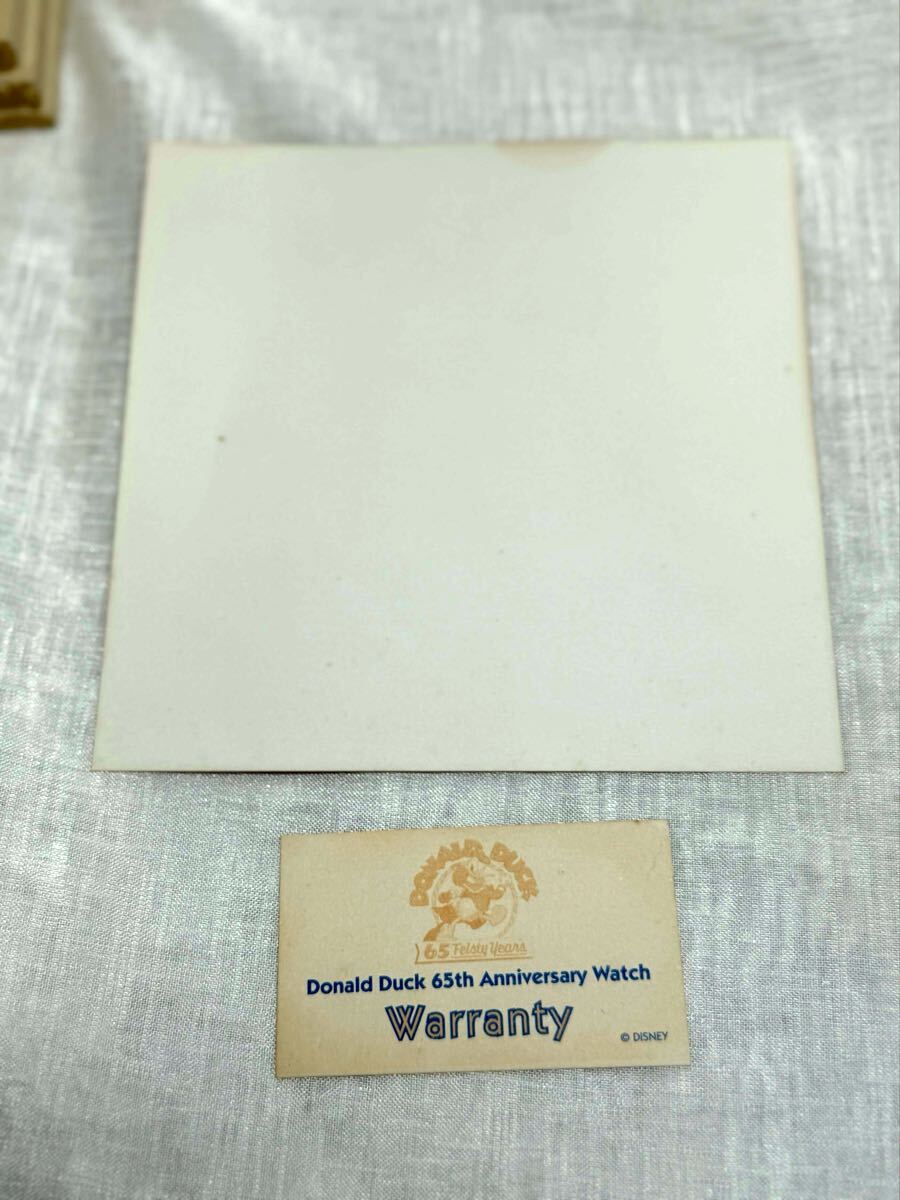 DONALD DUCK
65 Feisty Years
Donald Duck 65th Anniversary Watch
Warranty
© DISNEY